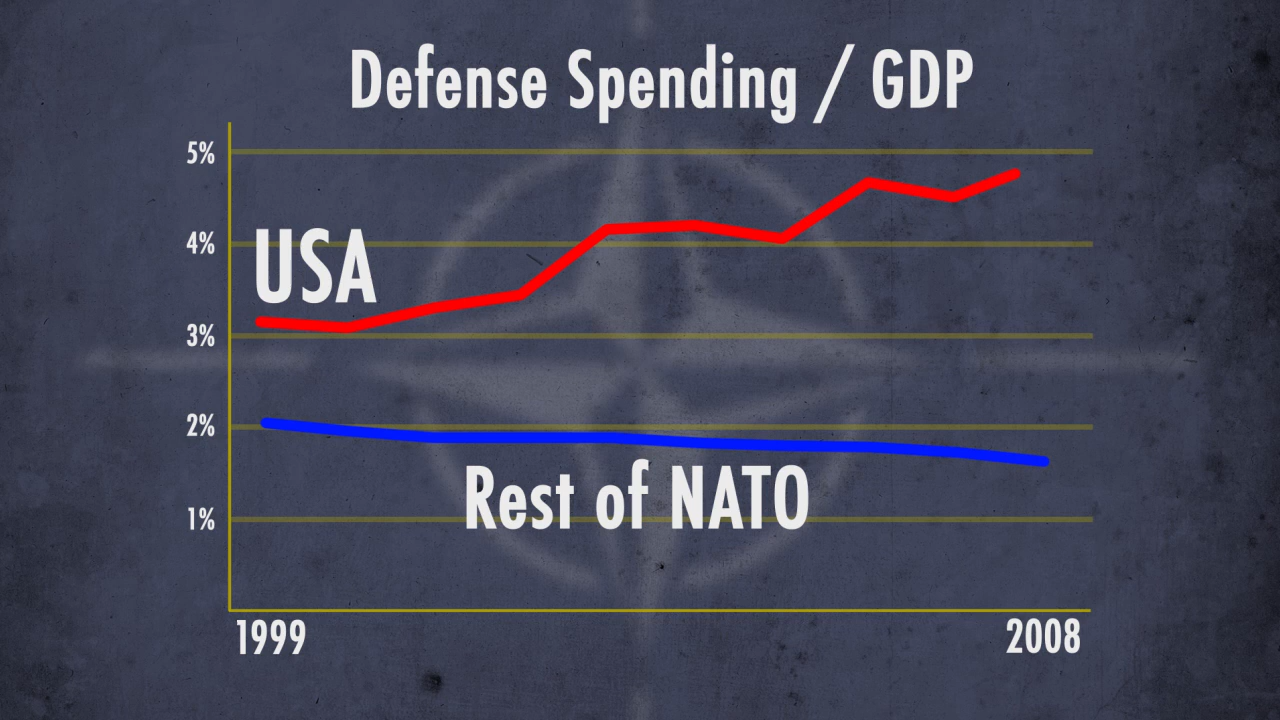 Defense Spending / GDP
5%
USA
4%
3%
2%
Rest of NATO
1%
1999
2008